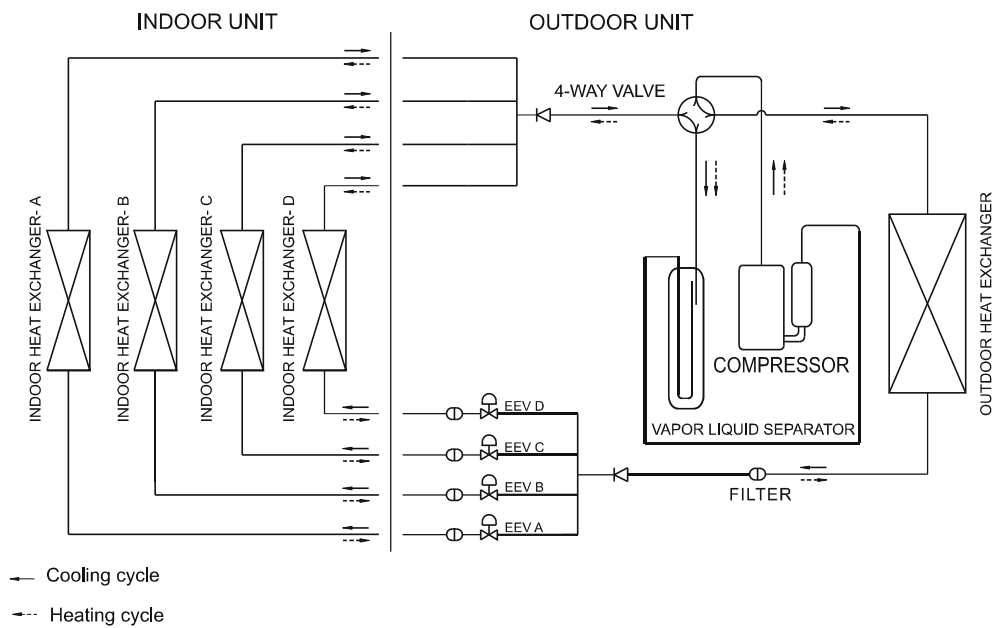 INDOOR UNIT
OUTDOOR UNIT
4-WAY VALVE
INDOOR HEAT EXCHANGER- A
INDOOR HEAT EXCHANGER- B
INDOOR HEAT EXCHANGER- C
INDOOR HEAT EXCHANGER- D
OUTDOOR HEAT EXCHANGER
COMPRESSOR
VAPOR LIQUID SEPARATOR
EEV D
EEV C
EEV B
EEV A
FILTER
Cooling cycle
Heating cycle